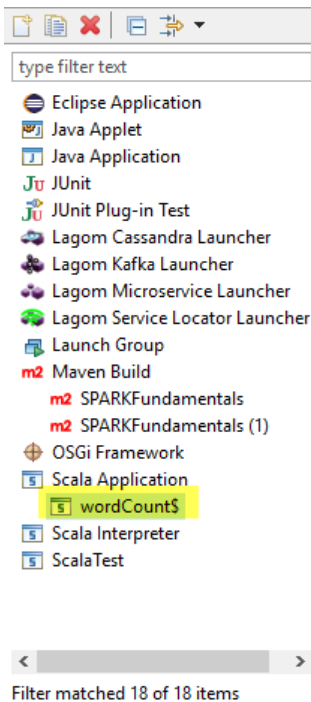 type filter text
Eclipse Application
Java Applet
Java Application
Ju JUnit
Jü JUnit Plug-in Test
Lagom Cassandra Launcher
Lagom Kafka Launcher
Lagom Microservice Launcher
Lagom Service Locator Launcher
Launch Group
m2 Maven Build
m2 SPARKFundamentals
m2 SPARKFundamentals (1)
OSGi Framework
S Scala Application
S wordCount$
S Scala Interpreter
S ScalaTest
Filter matched 18 of 18 items